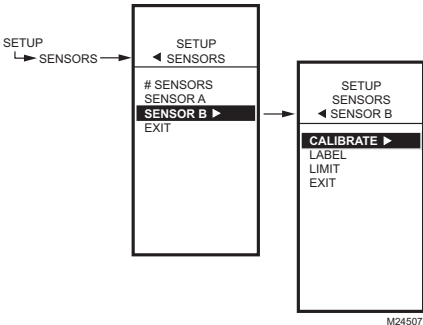 SETUP
SENSORS
SETUP
◀ SENSORS
# SENSORS
SENSOR A
SENSOR B ▶
EXIT
SETUP
SENSORS
◀ SENSOR B
CALIBRATE ▶
LABEL
LIMIT
EXIT
M24507